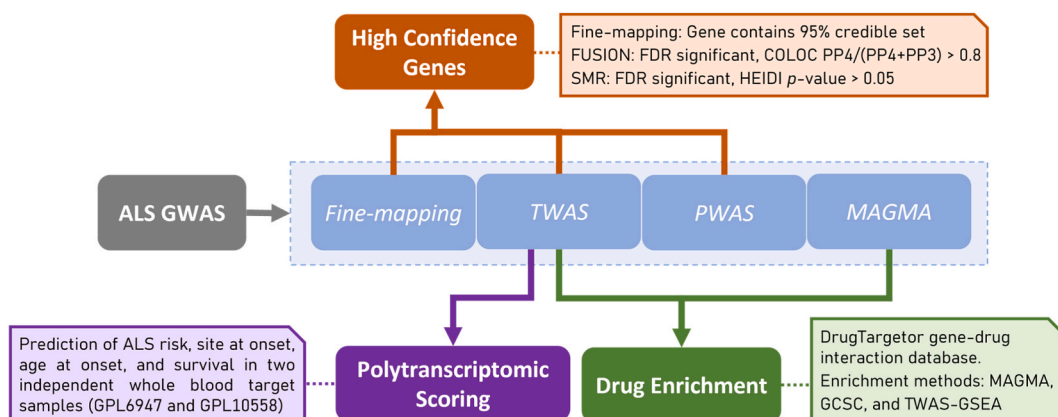 High Confidence
Genes
Fine-mapping: Gene contains 95% credible set
FUSION: FDR significant, COLOC PP4/(PP4+PP3) > 0.8
SMR: FDR significant, HEIDI p-value > 0.05
ALS GWAS
Fine-mapping
TWAS
PWAS
MAGMA
Prediction of ALS risk, site at onset,
age at onset, and survival in two
independent whole blood target
samples (GPL6947 and GPL10558)
Polytranscriptomic
Scoring
Drug Enrichment
DrugTargetor gene-drug
interaction database.
Enrichment methods: MAGMA,
GCSC, and TWAS-GSEA